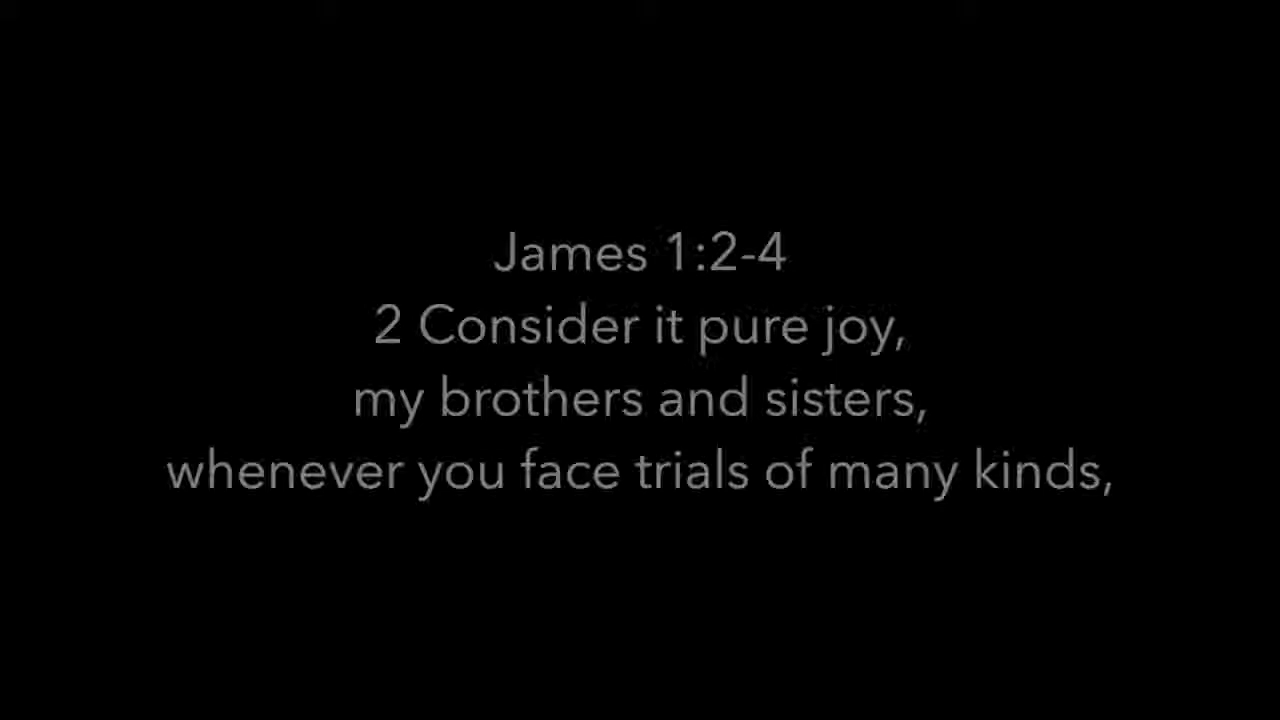 James 1:2-4
2 Consider it pure joy,
my brothers and sisters,
whenever you face trials of many kinds,